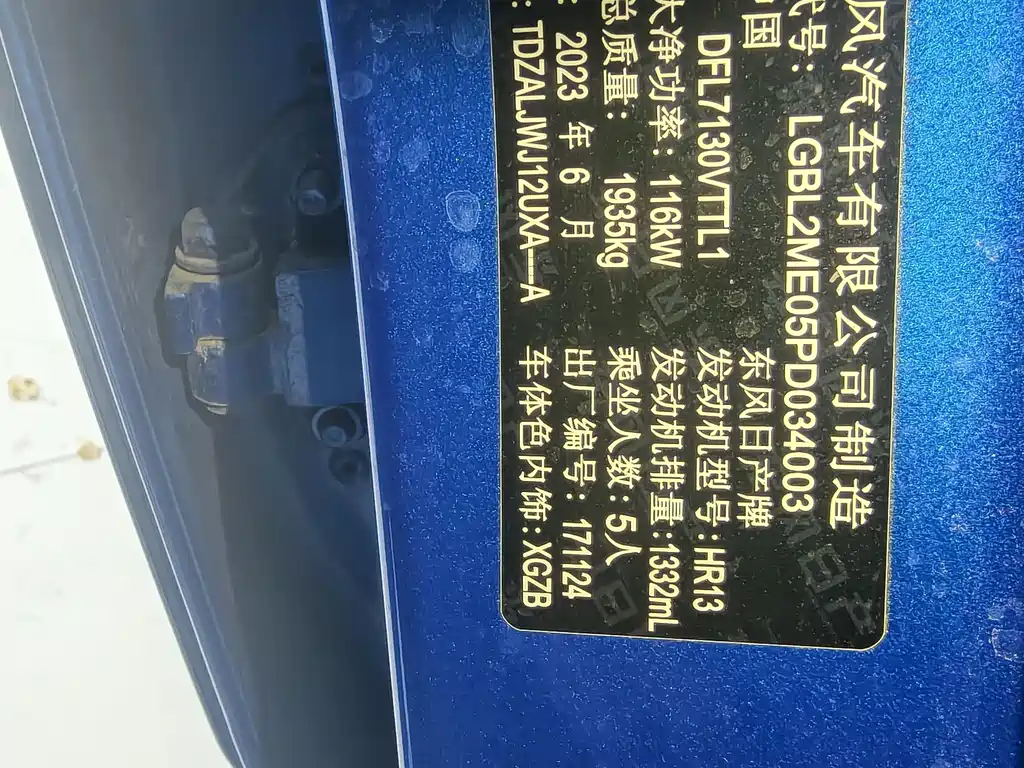 风汽车有限公司制造
代号: LGBL2ME05PD034003
中国 东风日产牌
DFL7130VTTL1 发动机型号:HR13
大净功率: 116kW 发动机排量:1332mL
总质量: 1935kg 乘坐人数: 5人
: 2023 年 6 月 出厂编号: 171124
: TDZALJWJ12UXA---A 车体色内饰: XGZB